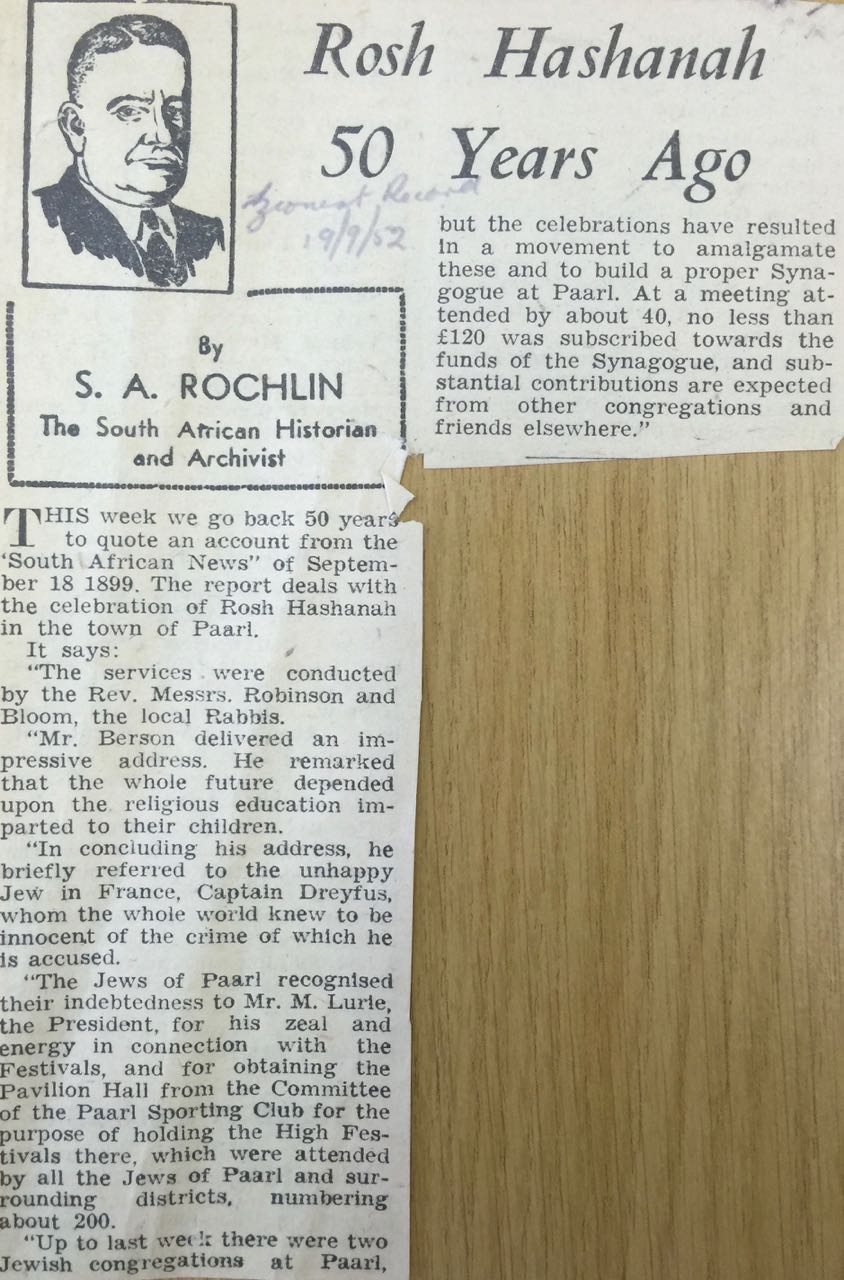 Rosh Hashanah
50 Years Ago
Zionist Record
19/9/52
By
S. A. ROCHLIN
The South African Historian
and Archivist
THIS week we go back 50 years
to quote an account from the
'South African News" of Septem-
ber 18 1899. The report deals with
the celebration of Rosh Hashanah
in the town of Paarl.
It says:
"The services were conducted
by the Rev. Messrs. Robinson and
Bloom, the local Rabbis.
"Mr. Berson delivered an im-
pressive address. He remarked
that the whole future depended
upon the religious education im-
parted to their children.
"In concluding his address, he
briefly referred to the unhappy
Jew in France, Captain Dreyfus,
whom the whole world knew to be
innocent of the crime of which he
is accused.
"The Jews of Paarl recognised
their indebtedness to Mr. M. Lurie,
the President, for his zeal and
energy in connection with the
Festivals, and for obtaining the
Pavilion Hall from the Committee
of the Paarl Sporting Club for the
purpose of holding the High Fes-
tivals there, which were attended
by all the Jews of Paarl and sur-
rounding districts, numbering
about 200.
"Up to last week there were two
Jewish congregations at Paarl,
but the celebrations have resulted
in a movement to amalgamate
these and to build a proper Syna-
gogue at Paarl. At a meeting at-
tended by about 40, no less than
£120 was subscribed towards the
funds of the Synagogue, and sub-
stantial contributions are expected
from other congregations and
friends elsewhere."